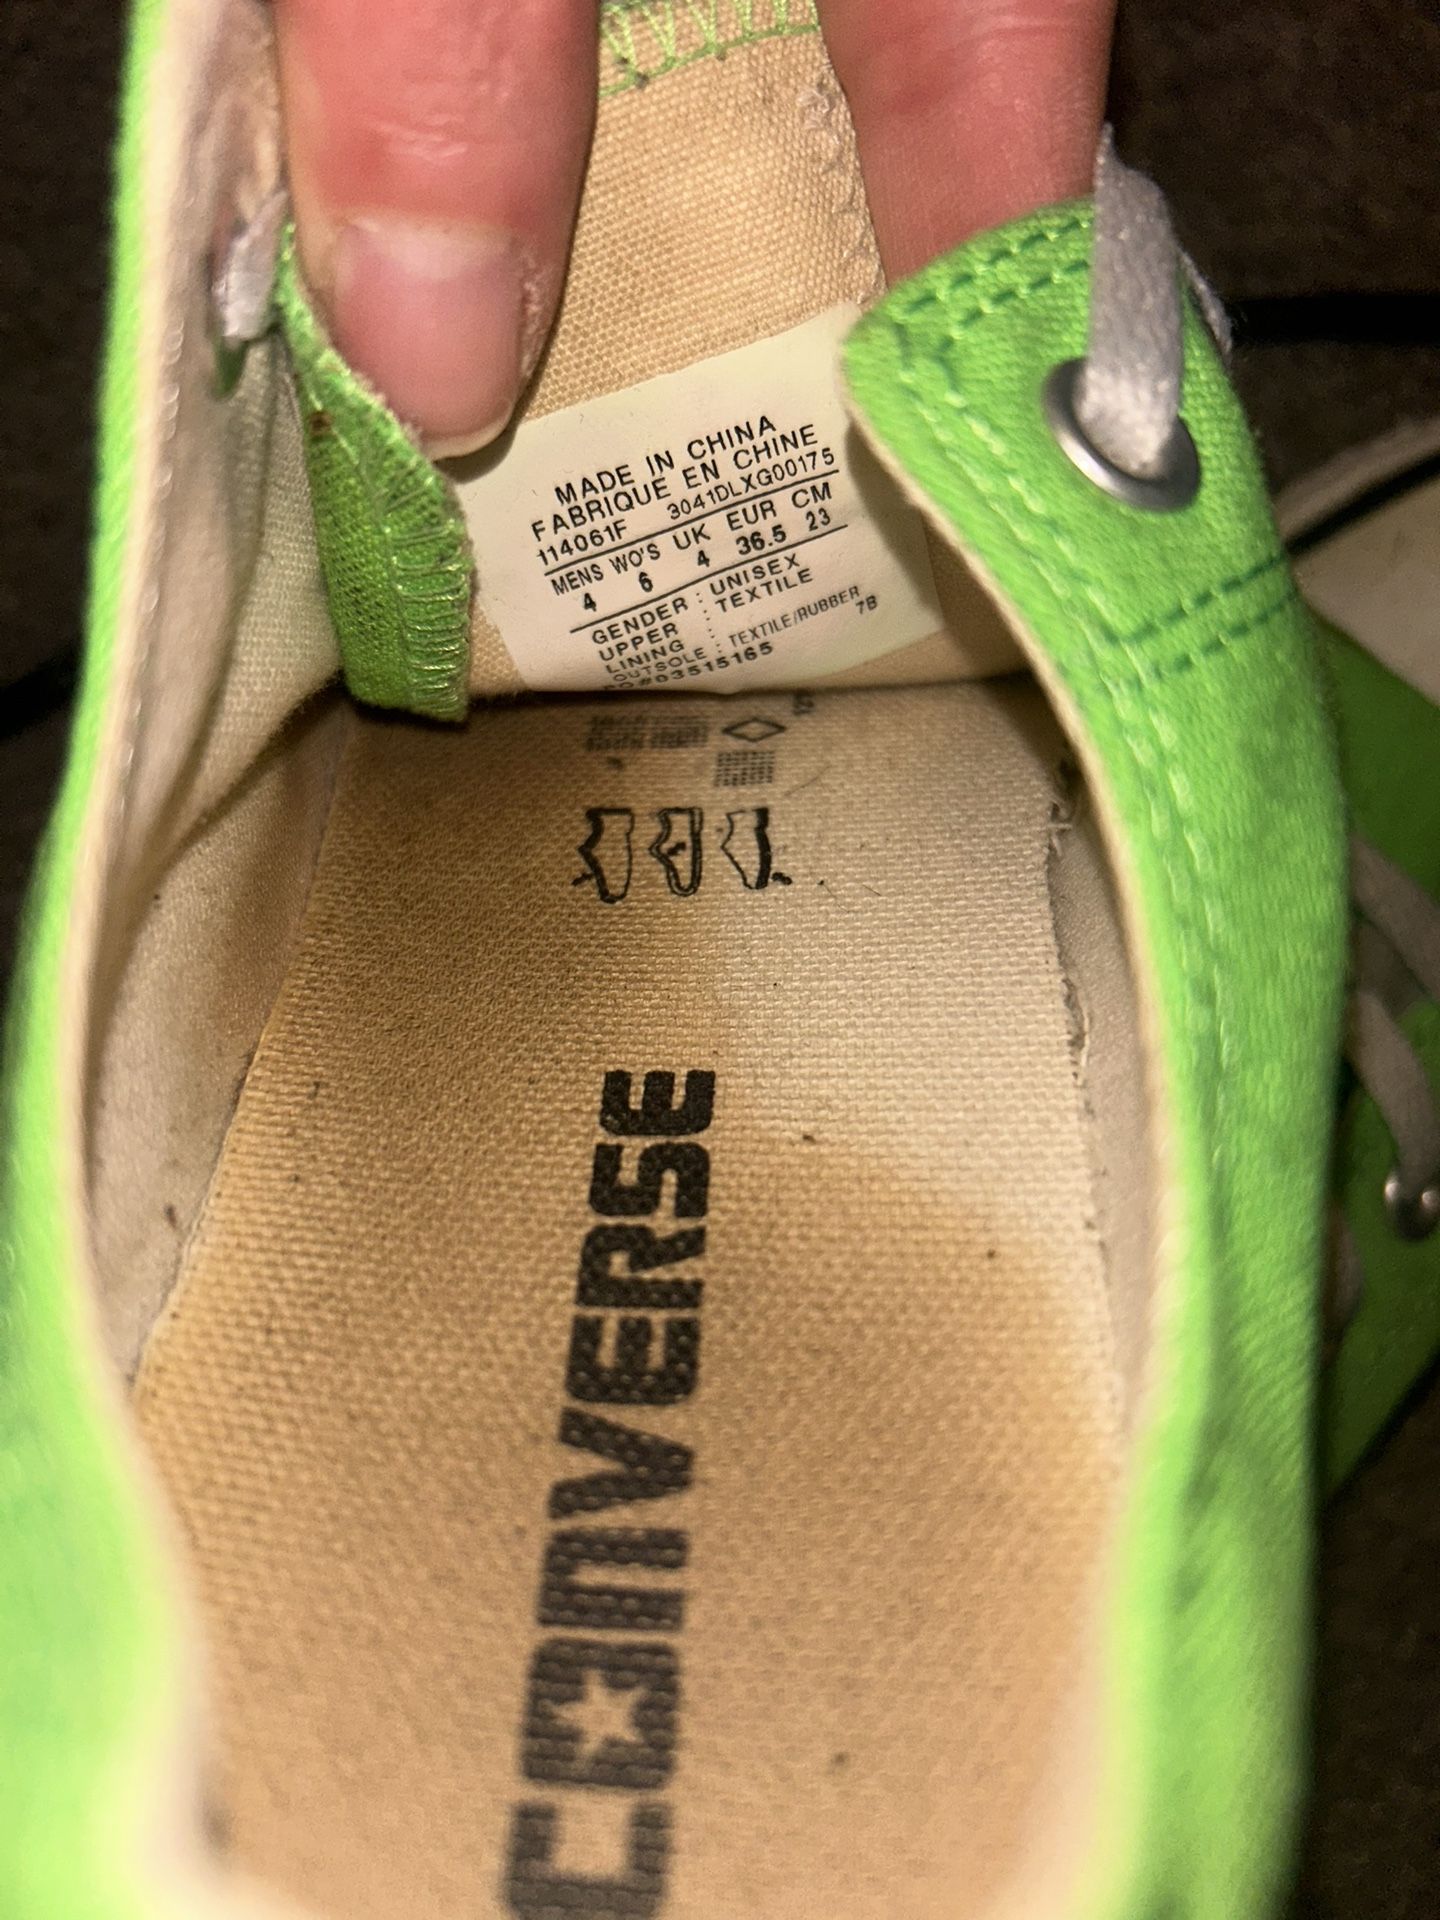 MADE IN CHINA
FABRIQUE EN CHINE
114061F 3041DLXG00175
MENS WO'S UK EUR CM
4 6 4 36.5 23
GENDER : UNISEX
UPPER : TEXTILE
LINING :
OUTSOLE : TEXTILE/RUBBER
#93515165 7B
CONVERSE